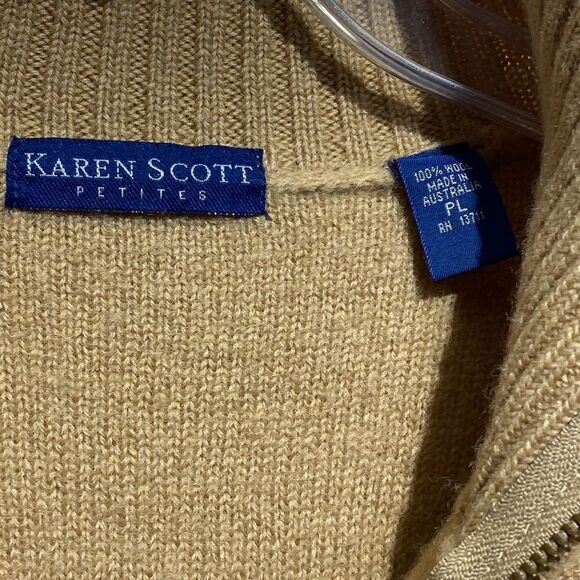 KAREN SCOTT
PETITES
100% WOOL
MADE IN
AUSTRALIA
PL
RN 13711